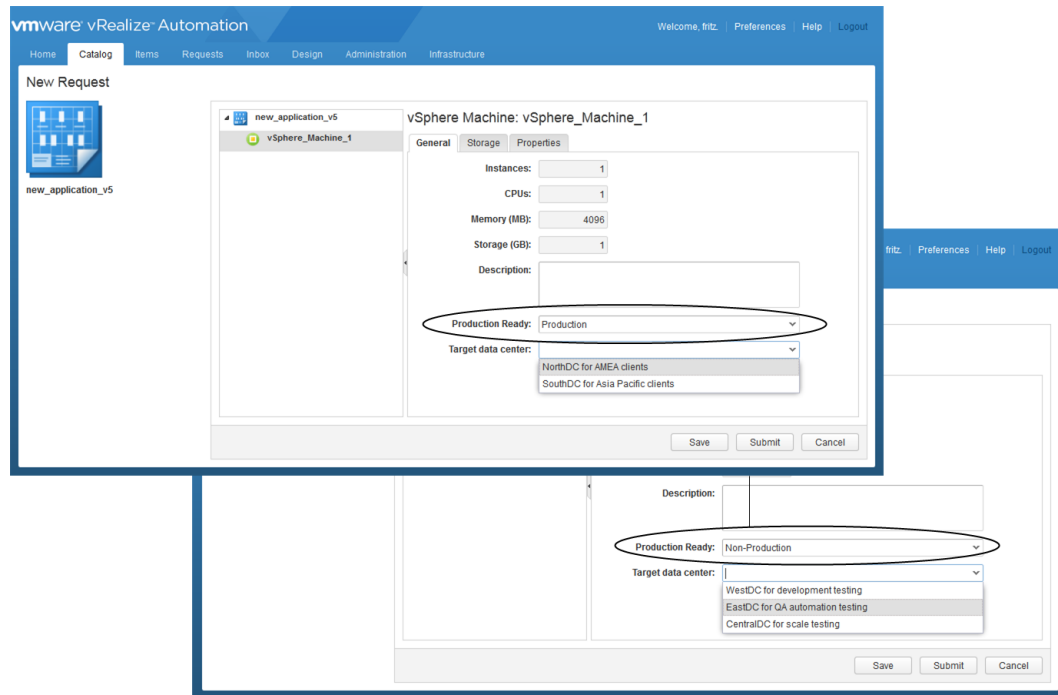 vmware vRealize™ Automation
Welcome, fritz. Preferences Help Logout
Home Catalog Items Requests Inbox Design Administration Infrastructure
New Request
new_application_v5
new_application_v5
vSphere_Machine_1
vSphere Machine: vSphere_Machine_1
General Storage Properties
Instances: 1
CPUs: 1
Memory (MB): 4096
Storage (GB): 1
Description:
Production Ready: Production
Target data center:
NorthDC for AMEA clients
SouthDC for Asia Pacific clients
Save Submit Cancel
fritz. Preferences Help Logout
Description:
Production Ready: Non-Production
Target data center:
WestDC for development testing
EastDC for QA automation testing
CentralDC for scale testing
Save Submit Cancel